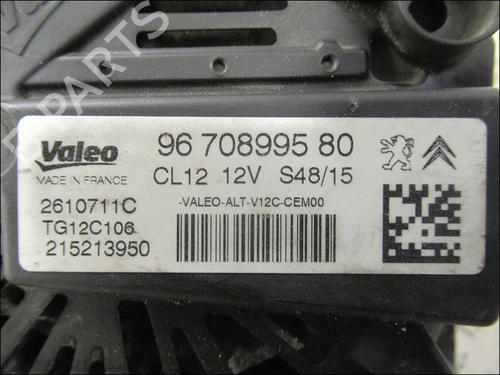 Valeo
96 708995 80
MADE IN FRANCE
CL12 12V S48/15
2610711C
-VALEO-ALT-V12C-CEM00
TG12C106
215213950